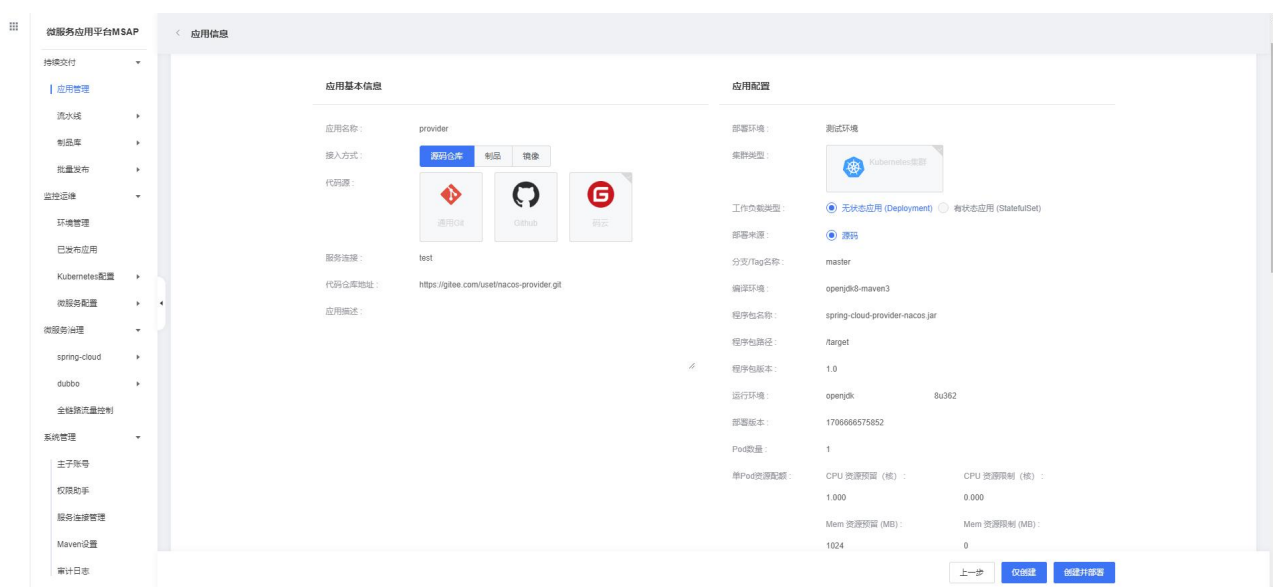 微服务应用平台MSAP
持续交付
应用管理
流水线
制品库
批量发布
监控运维
环境管理
已发布应用
Kubernetes配置
微服务配置
微服务治理
spring-cloud
dubbo
全链路流量控制
系统管理
主子账号
权限助手
服务连接管理
Maven设置
审计日志
应用信息
应用基本信息
应用名称 : provider
接入方式 : 源码仓库 制品 镜像
代码源 :
通用Git Github 码云
服务连接 : test
代码仓库地址 : https://gitee.com/usef/nacos-provider.git
应用描述 :
应用配置
部署环境 : 测试环境
集群类型 : Kubernetes集群
工作负载类型 : 无状态应用 (Deployment) 有状态应用 (StatefulSet)
部署来源 : 源码
分支/Tag名称 : master
编译环境 : openjdk8-maven3
程序包名称 : spring-cloud-provider-nacos.jar
程序包路径 : /target
程序包版本 : 1.0
运行环境 : openjdk 8u362
部署版本 : 1706666575852
Pod数量 : 1
单Pod资源配额 : CPU 资源预留（核）: CPU 资源限制（核）:
1.000 0.000
Mem 资源预留 (MB) : Mem 资源限制 (MB) :
1024 0
上一步 仅创建 创建并部署